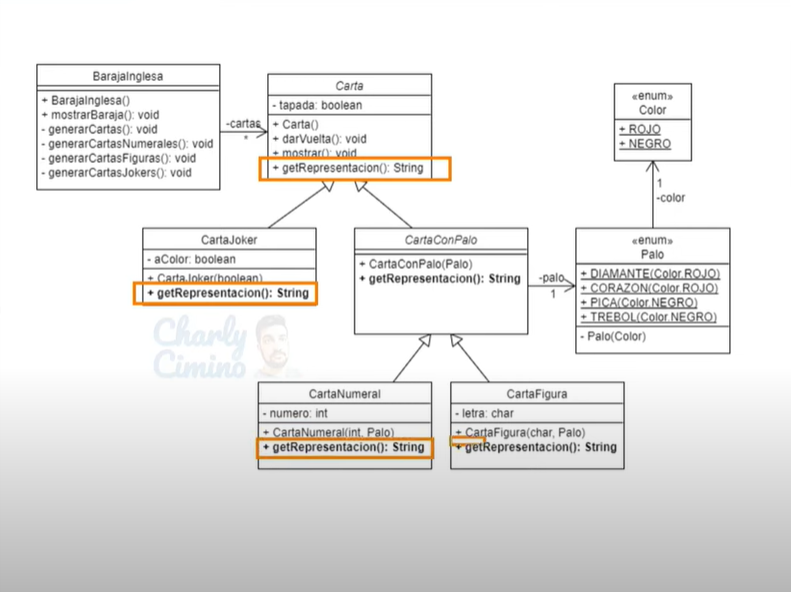 BarajaInglesa
+ BarajaInglesa()
+ mostrarBaraja(): void
- generarCartas(): void
- generarCartasNumerales(): void
- generarCartasFiguras(): void
- generarCartasJokers(): void
-cartas
*
Carta
- tapada: boolean
+ Carta()
+ darVuelta(): void
+ mostrar(): void
+ getRepresentacion(): String
«enum»
Color
+ ROJO
+ NEGRO
1
-color
CartaJoker
- aColor: boolean
+ CartaJoker(boolean)
+ getRepresentacion(): String
CartaConPalo
+ CartaConPalo(Palo)
+ getRepresentacion(): String
-palo
1
«enum»
Palo
+ DIAMANTE(Color.ROJO)
+ CORAZON(Color.ROJO)
+ PICA(Color.NEGRO)
+ TREBOL(Color.NEGRO)
- Palo(Color)
Charly
Cimino
CartaNumeral
- numero: int
+ CartaNumeral(int, Palo)
+ getRepresentacion(): String
CartaFigura
- letra: char
+ CartaFigura(char, Palo)
+ getRepresentacion(): String